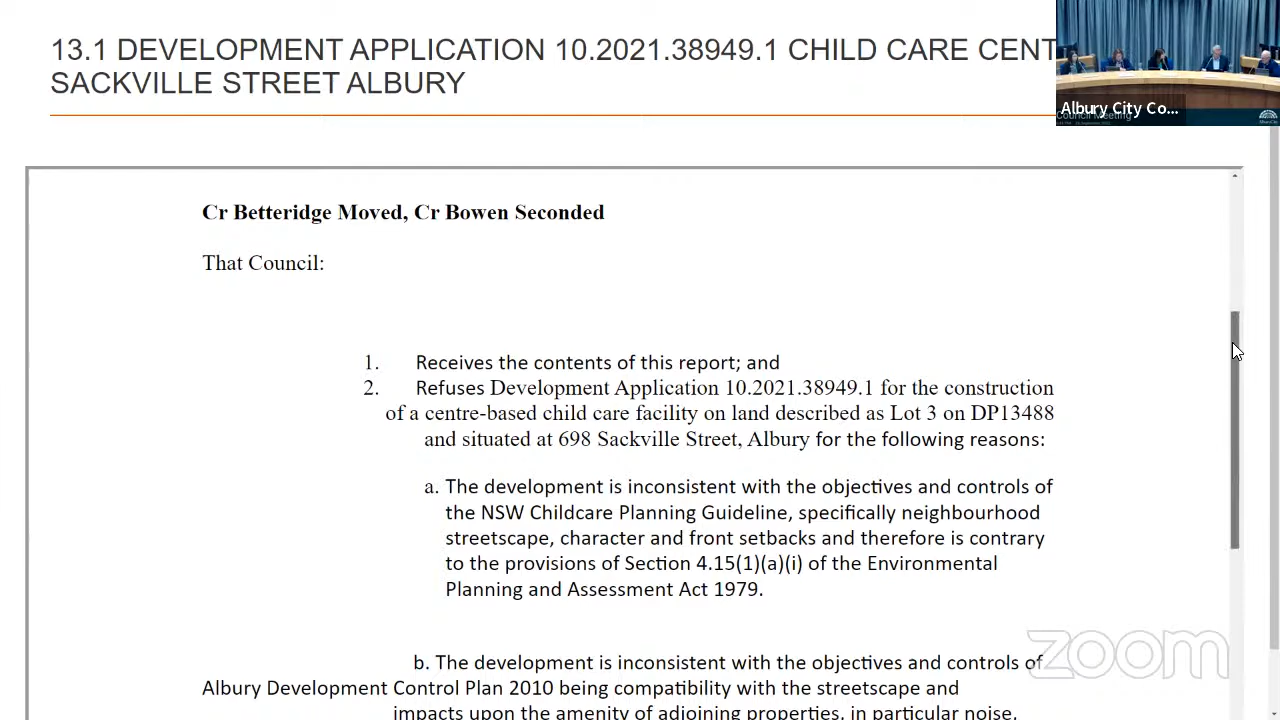 13.1 DEVELOPMENT APPLICATION 10.2021.38949.1 CHILD CARE CENT
SACKVILLE STREET ALBURY
Albury City Co...
Council Meeting
Cr Betteridge Moved, Cr Bowen Seconded
That Council:
1. Receives the contents of this report; and
2. Refuses Development Application 10.2021.38949.1 for the construction
of a centre-based child care facility on land described as Lot 3 on DP13488
and situated at 698 Sackville Street, Albury for the following reasons:
a. The development is inconsistent with the objectives and controls of
the NSW Childcare Planning Guideline, specifically neighbourhood
streetscape, character and front setbacks and therefore is contrary
to the provisions of Section 4.15(1)(a)(i) of the Environmental
Planning and Assessment Act 1979.
b. The development is inconsistent with the objectives and controls of
Albury Development Control Plan 2010 being compatibility with the streetscape and
impacts upon the amenity of adjoining properties, in particular noise,
zoom